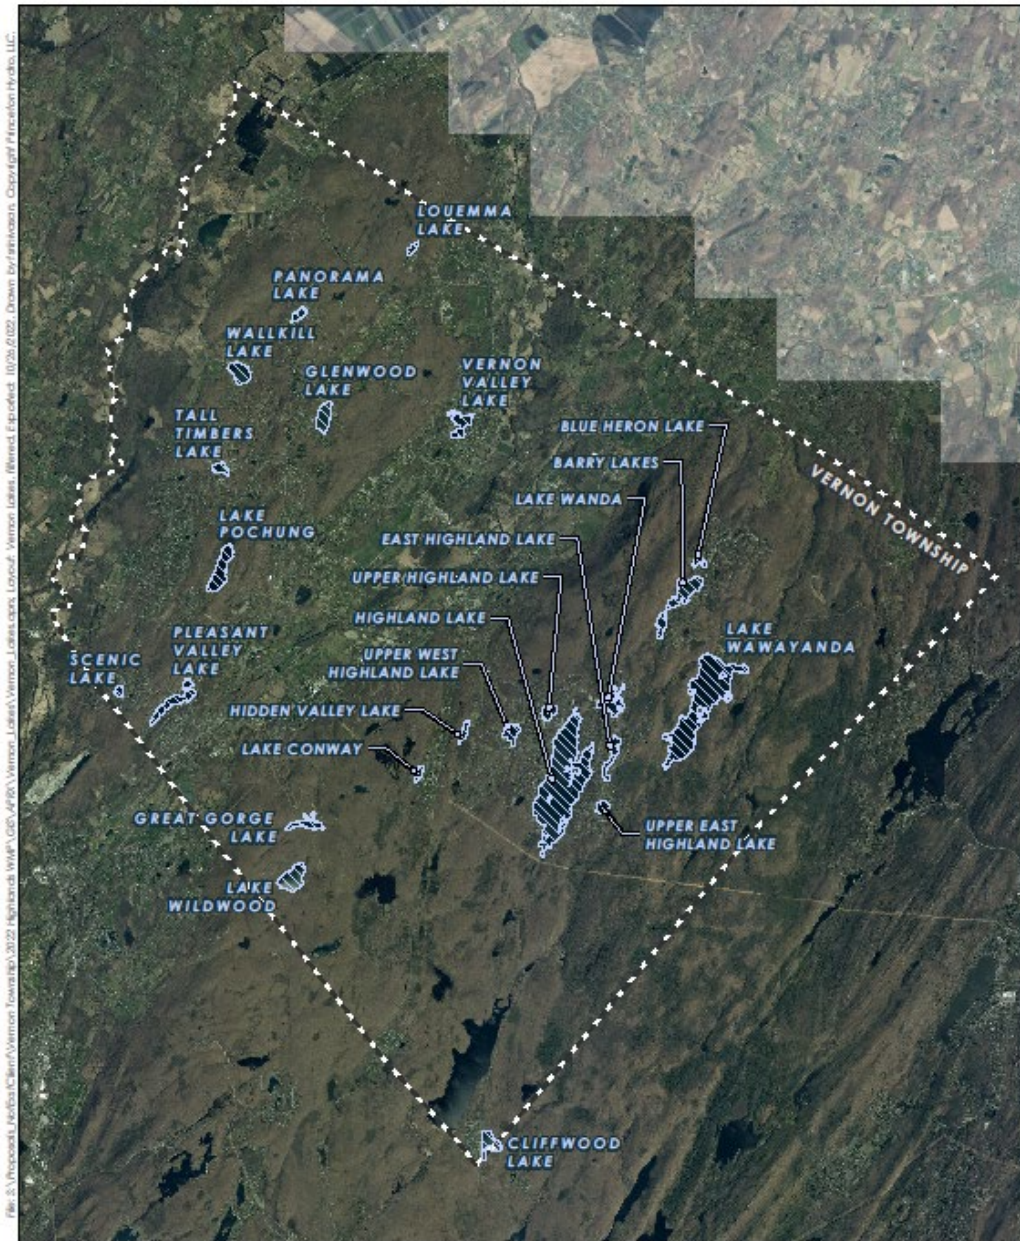 LOUEMMA
LAKE
PANORAMA
LAKE
WALLKILL
LAKE
GLENWOOD
LAKE
VERNON
VALLEY
LAKE
TALL
TIMBERS
LAKE
BLUE HERON LAKE
BARRY LAKES
VERNON TOWNSHIP
LAKE WANDA
LAKE
POCHUNG
EAST HIGHLAND LAKE
UPPER HIGHLAND LAKE
HIGHLAND LAKE
PLEASANT
VALLEY
LAKE
LAKE
WAWAYANDA
SCENIC
LAKE
UPPER WEST
HIGHLAND LAKE
HIDDEN VALLEY LAKE
LAKE CONWAY
GREAT GORGE
LAKE
UPPER EAST
HIGHLAND LAKE
LAKE
WILDWOOD
CLIFFWOOD
LAKE